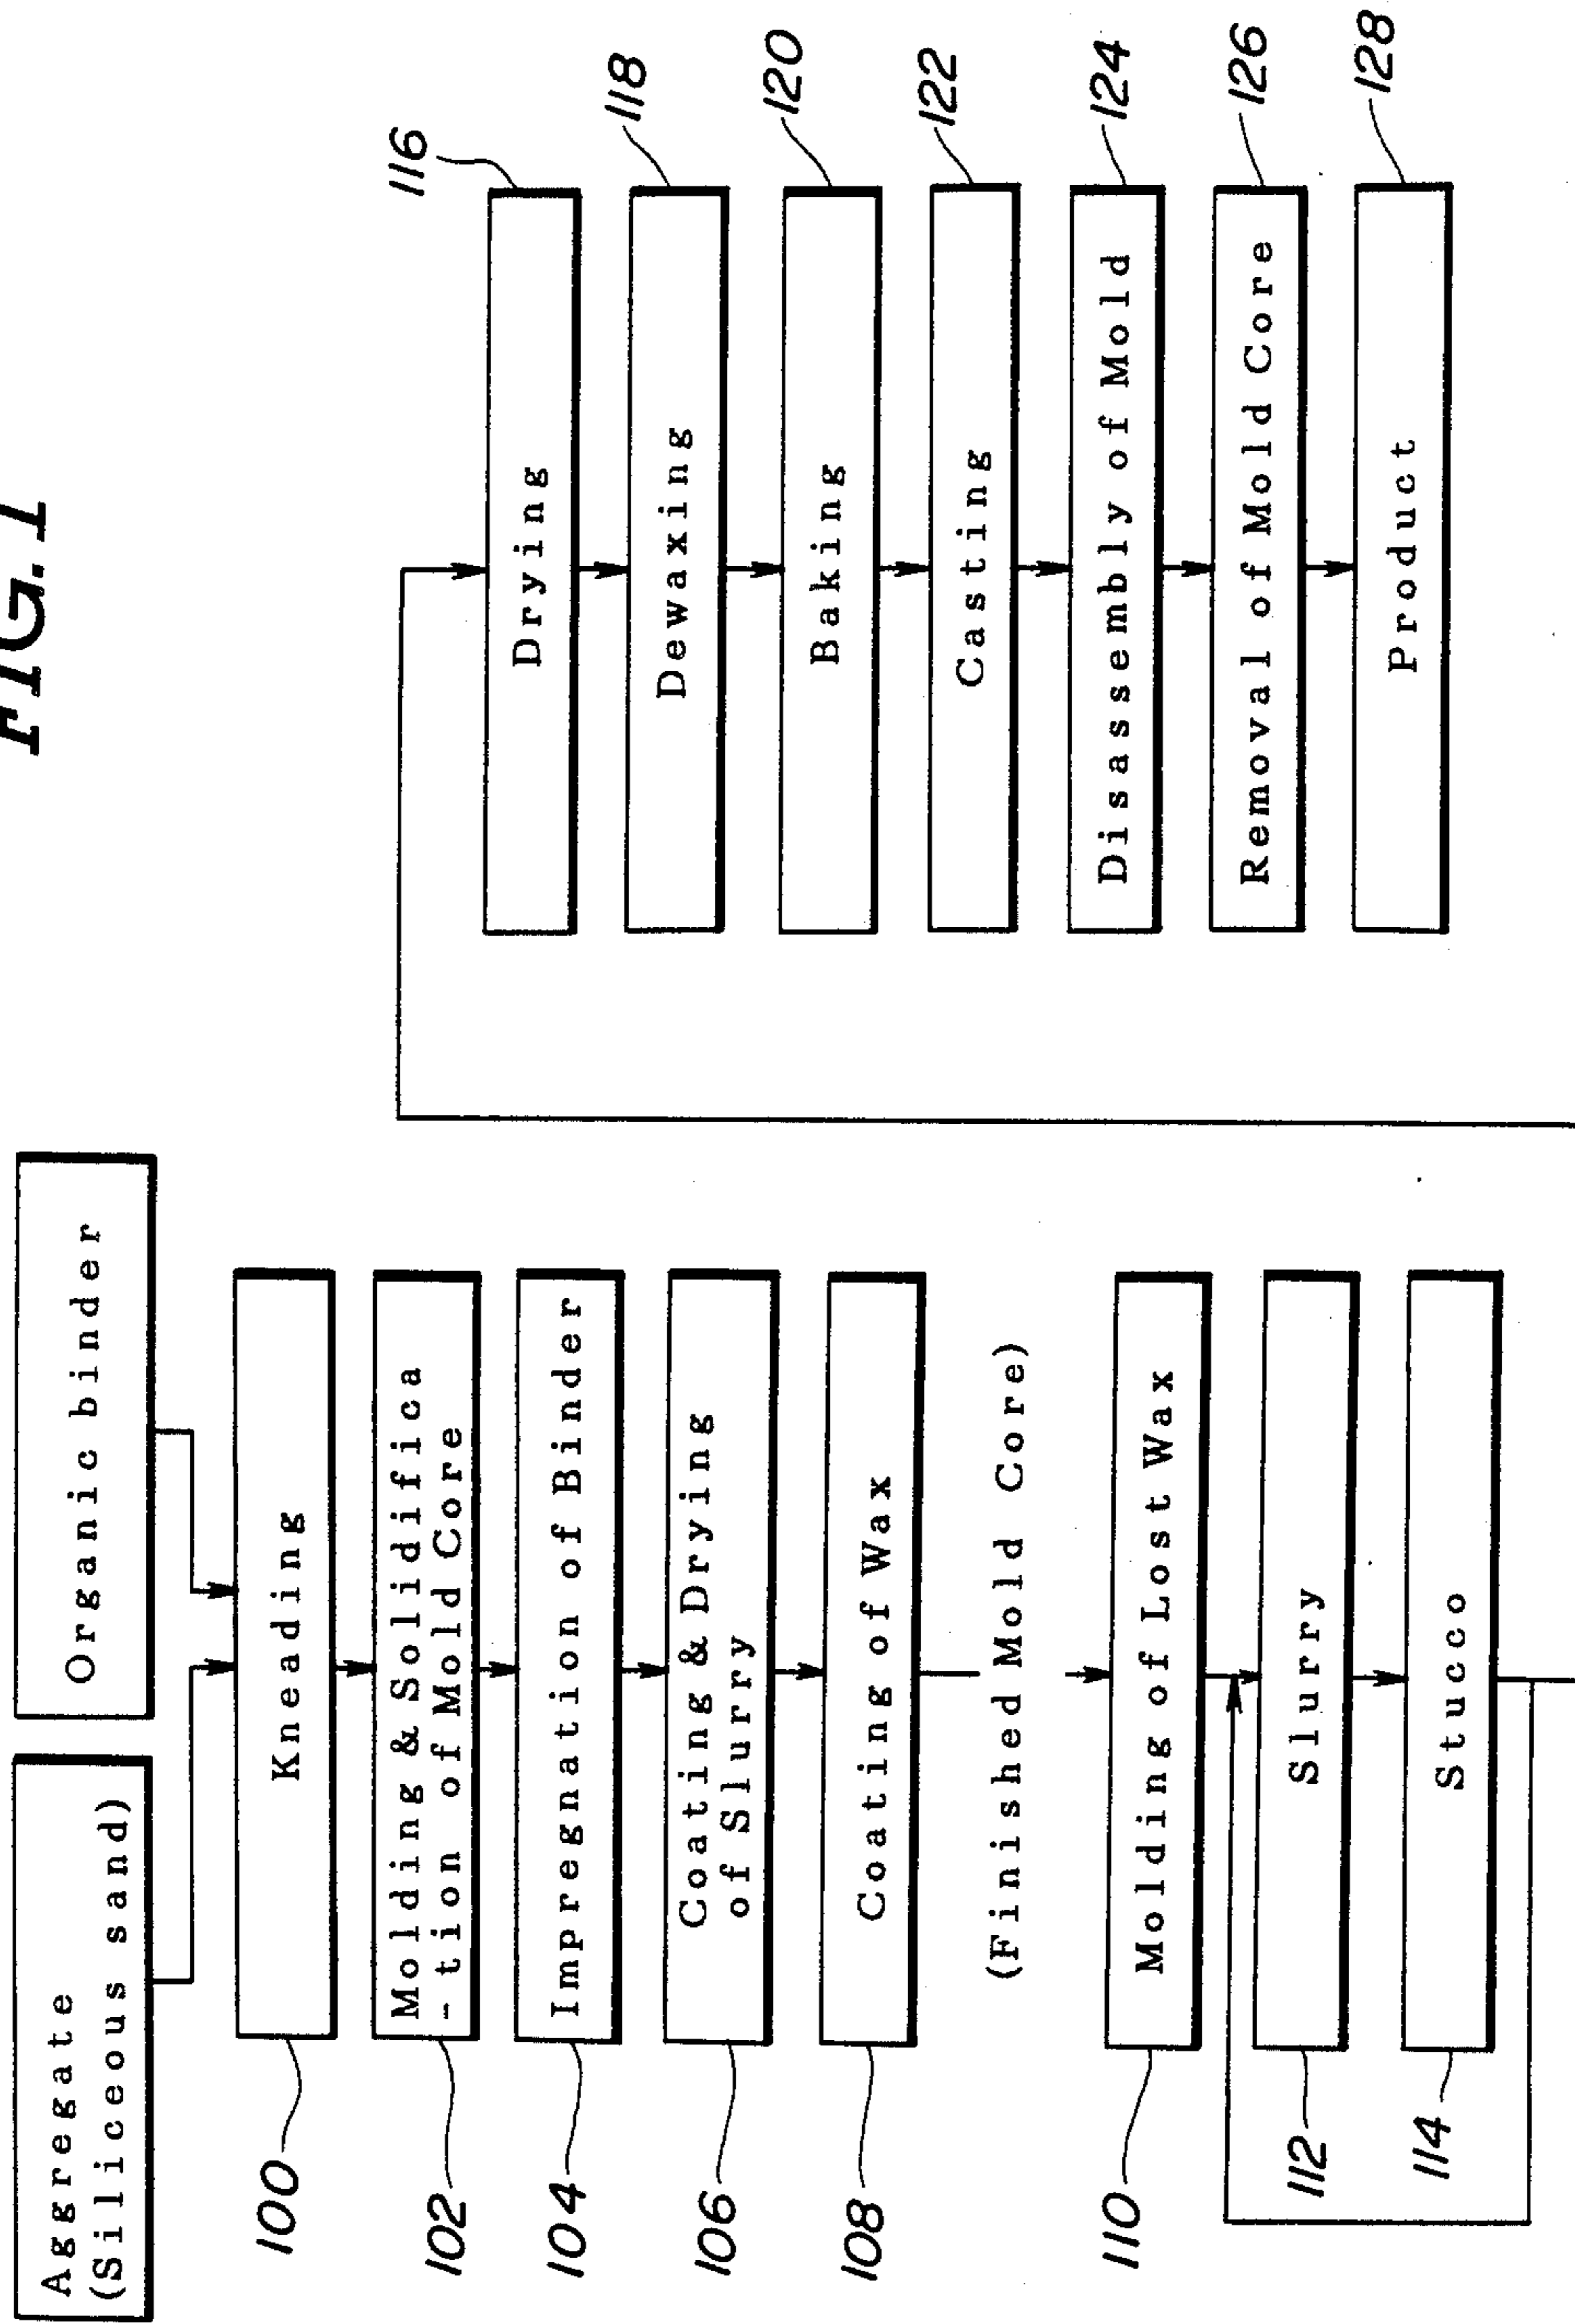 FIG.1
Aggregate
(Siliceous sand)
Organic binder
Kneading
100
Molding & Solidifica
- tion of Mold Core
102
Impregnation of Binder
104
Coating & Drying
of Slurry
106
Coating of Wax
108
(Finished Mold Core)
Molding of Lost Wax
110
Slurry
112
Stucco
114
Drying
116
Dewaxing
118
Baking
120
Casting
122
Disassembly of Mold
124
Removal of Mold Core
126
Product
128